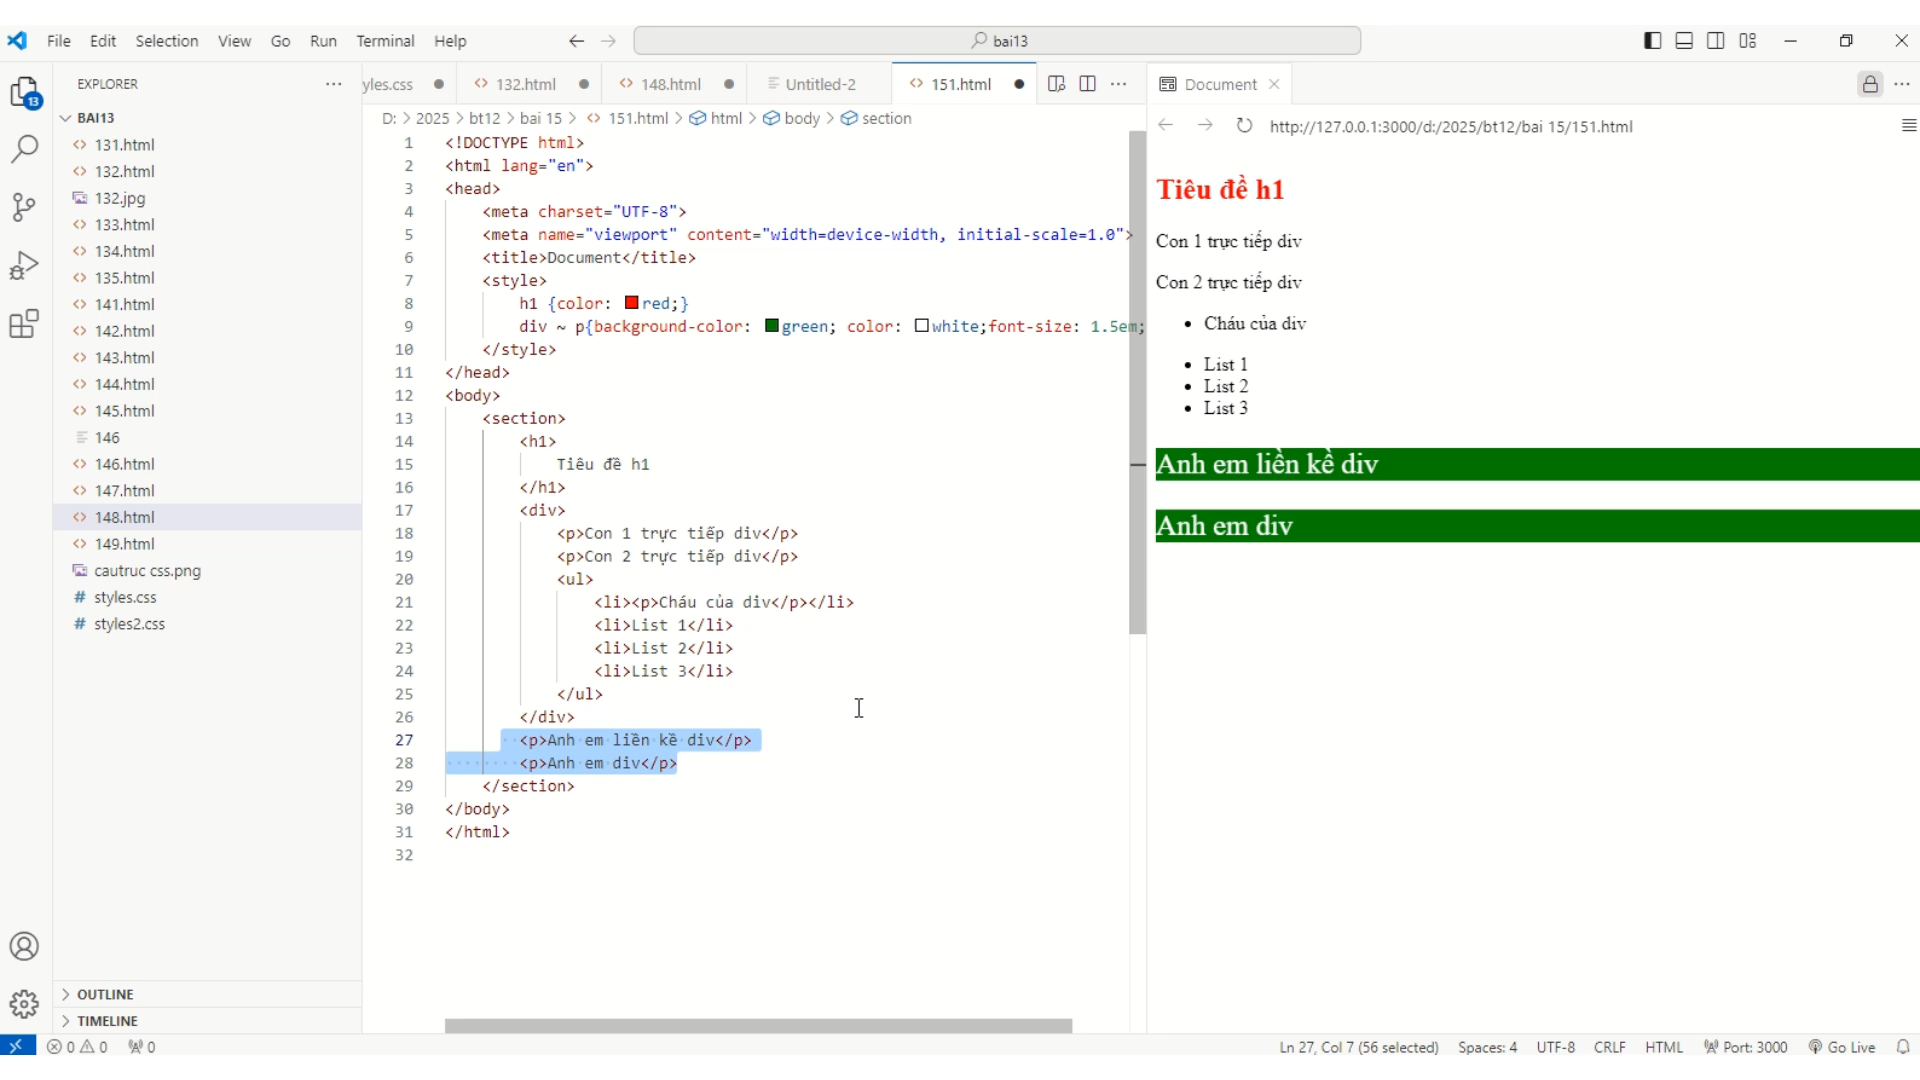 File Edit Selection View Go Run Terminal Help
bai13
EXPLORER
yles.css
132.html
148.html
Untitled-2
151.html
Document
13
BAI13
D: > 2025 > bt12 > bai 15 > 151.html > html > body > section
http://127.0.0.1:3000/d:/2025/bt12/bai 15/151.html
131.html
132.html
132.jpg
133.html
134.html
135.html
141.html
142.html
143.html
144.html
145.html
146
146.html
147.html
148.html
149.html
cautruc css.png
styles.css
styles2.css
OUTLINE
TIMELINE
1 <!DOCTYPE html>
2 <html lang="en">
3 <head>
4 <meta charset="UTF-8">
5 <meta name="viewport" content="width=device-width, initial-scale=1.0">
6 <title>Document</title>
7 <style>
8 h1 {color: red;}
9 div ~ p{background-color: green; color: white;font-size: 1.5em;
10 </style>
11 </head>
12 <body>
13 <section>
14 <h1>
15 Tiêu đề h1
16 </h1>
17 <div>
18 <p>Con 1 trực tiếp div</p>
19 <p>Con 2 trực tiếp div</p>
20 <ul>
21 <li><p>Cháu của div</p></li>
22 <li>List 1</li>
23 <li>List 2</li>
24 <li>List 3</li>
25 </ul>
26 </div>
27 <p>Anh em liền kề div</p>
28 <p>Anh em div</p>
29 </section>
30 </body>
31 </html>
32
Tiêu đề h1
Con 1 trực tiếp div
Con 2 trực tiếp div
• Cháu của div
• List 1
• List 2
• List 3
Anh em liền kề div
Anh em div
0 0 0
Ln 27, Col 7 (56 selected) Spaces: 4 UTF-8 CRLF HTML Port: 3000 Go Live